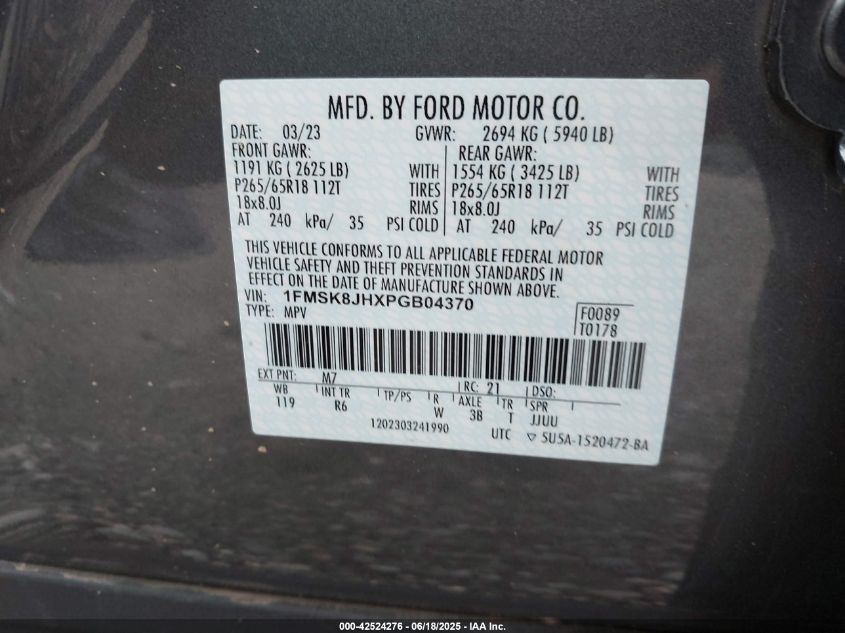 MFD. BY FORD MOTOR CO.
DATE: 03/23 GVWR: 2694 KG ( 5940 LB)
FRONT GAWR: REAR GAWR:
1191 KG ( 2625 LB) WITH 1554 KG ( 3425 LB) WITH
P265/65R18 112T TIRES P265/65R18 112T TIRES
18x8.0J RIMS 18x8.0J RIMS
AT 240 kPa/ 35 PSI COLD AT 240 kPa/ 35 PSI COLD
THIS VEHICLE CONFORMS TO ALL APPLICABLE FEDERAL MOTOR
VEHICLE SAFETY AND THEFT PREVENTION STANDARDS IN
EFFECT ON THE DATE OF MANUFACTURE SHOWN ABOVE.
VIN: 1FMSK8JHXPGB04370 F0089
TYPE: MPV T0178
EXT PNT: M7 RC: 21 DSO:
WB INT TR TP/PS R AXLE TR SPR
119 R6 W 3B T JJUU
1202303241990 UTC ▽ 5U5A-1520472-BA
000-42524276 - 06/18/2025 - IAA Inc.